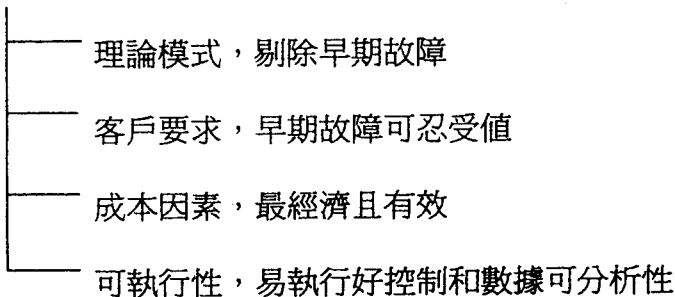 理論模式，剔除早期故障
客戶要求，早期故障可忍受值
成本因素，最經濟且有效
可執行性，易執行好控制和數據可分析性